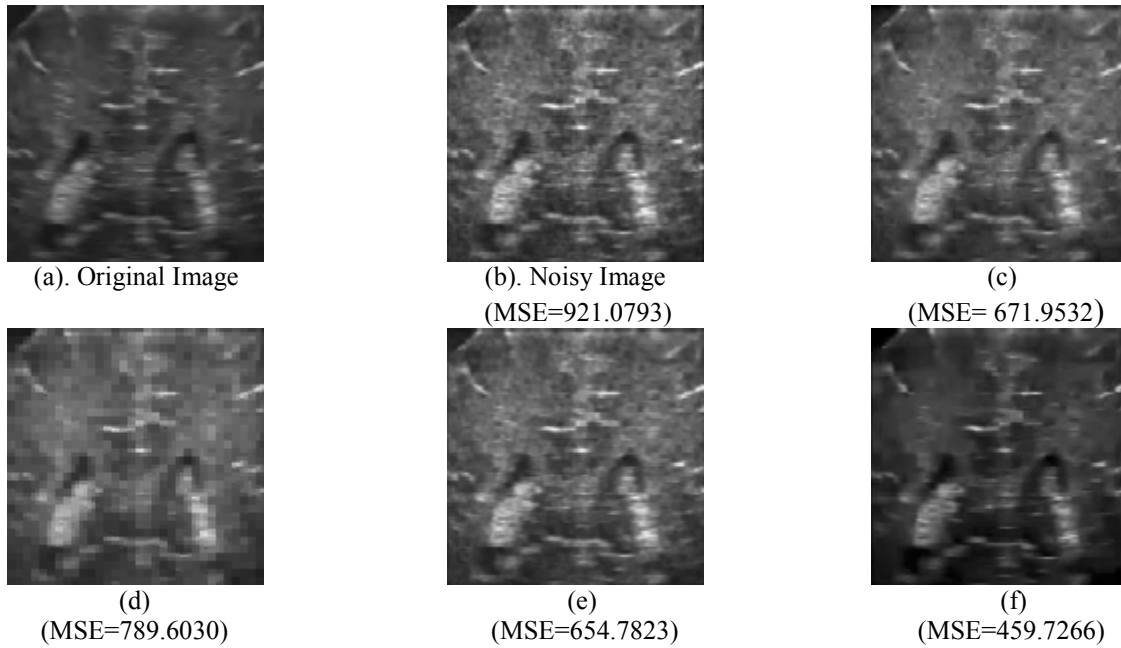 (a). Original Image
(b). Noisy Image
(MSE=921.0793)
(c)
(MSE= 671.9532)
(d)
(MSE=789.6030)
(e)
(MSE=654.7823)
(f)
(MSE=459.7266)